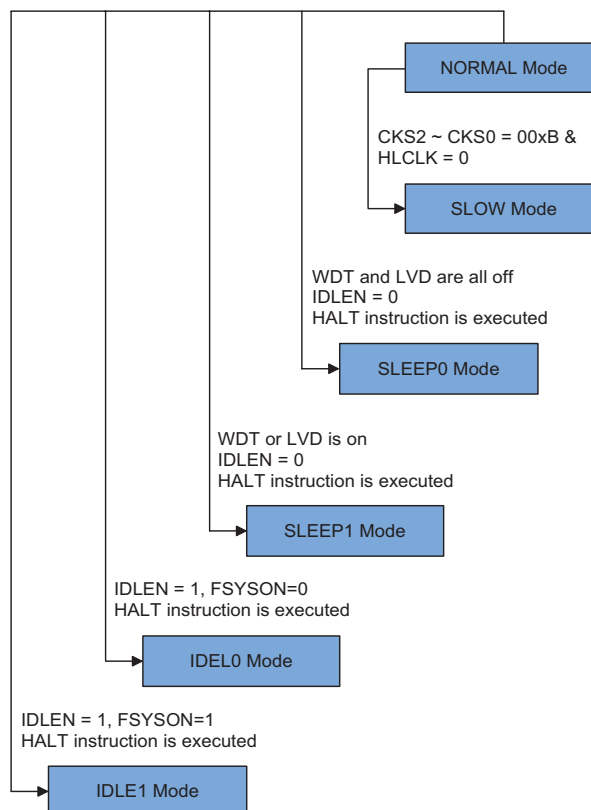 NORMAL Mode
CKS2 ~ CKS0 = 00xB &
HLCLK = 0
SLOW Mode
WDT and LVD are all off
IDLEN = 0
HALT instruction is executed
SLEEP0 Mode
WDT or LVD is on
IDLEN = 0
HALT instruction is executed
SLEEP1 Mode
IDLEN = 1, FSYSON=0
HALT instruction is executed
IDEL0 Mode
IDLEN = 1, FSYSON=1
HALT instruction is executed
IDLE1 Mode